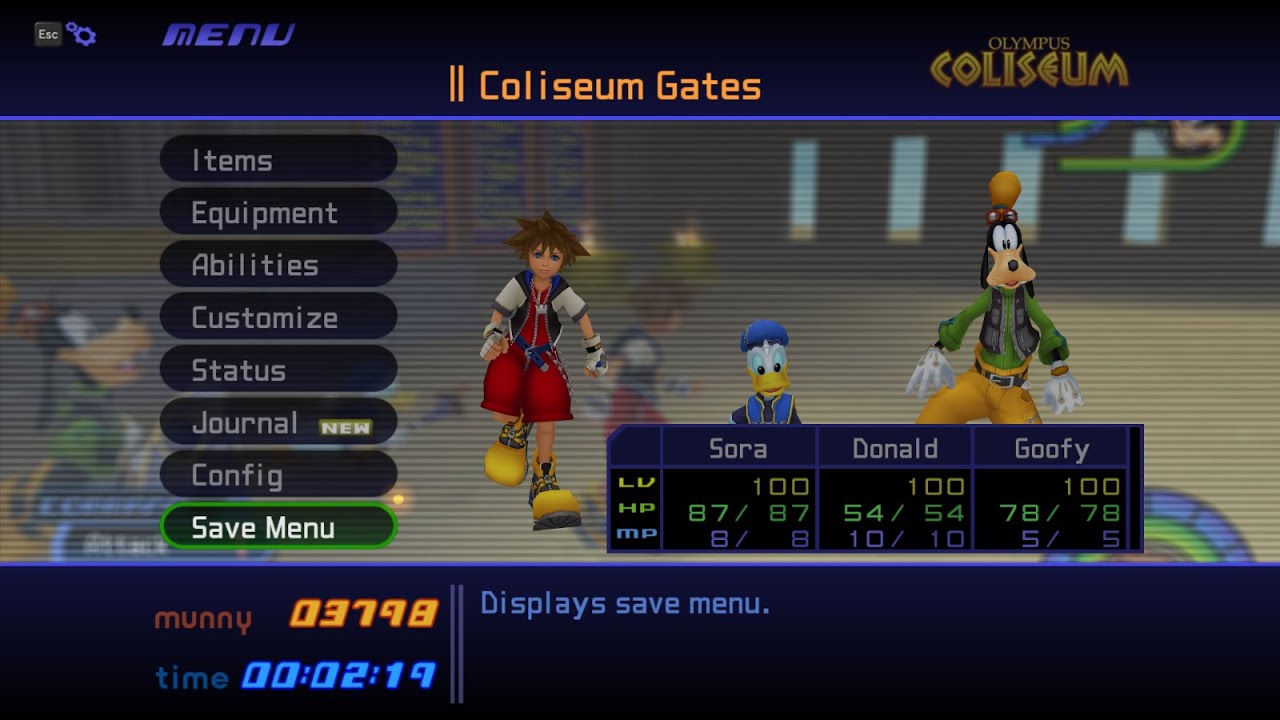 Esc
MENU
OLYMPUS
COLISEUM
Coliseum Gates
Items
Equipment
Abilities
Customize
Status
Journal NEW
Config
Save Menu
Attack
Sora Donald Goofy
LV 100 100 100
HP 87/ 87 54/ 54 78/ 78
MP 8/ 8 10/ 10 5/ 5
munny 03798
Displays save menu.
time 00:02:19